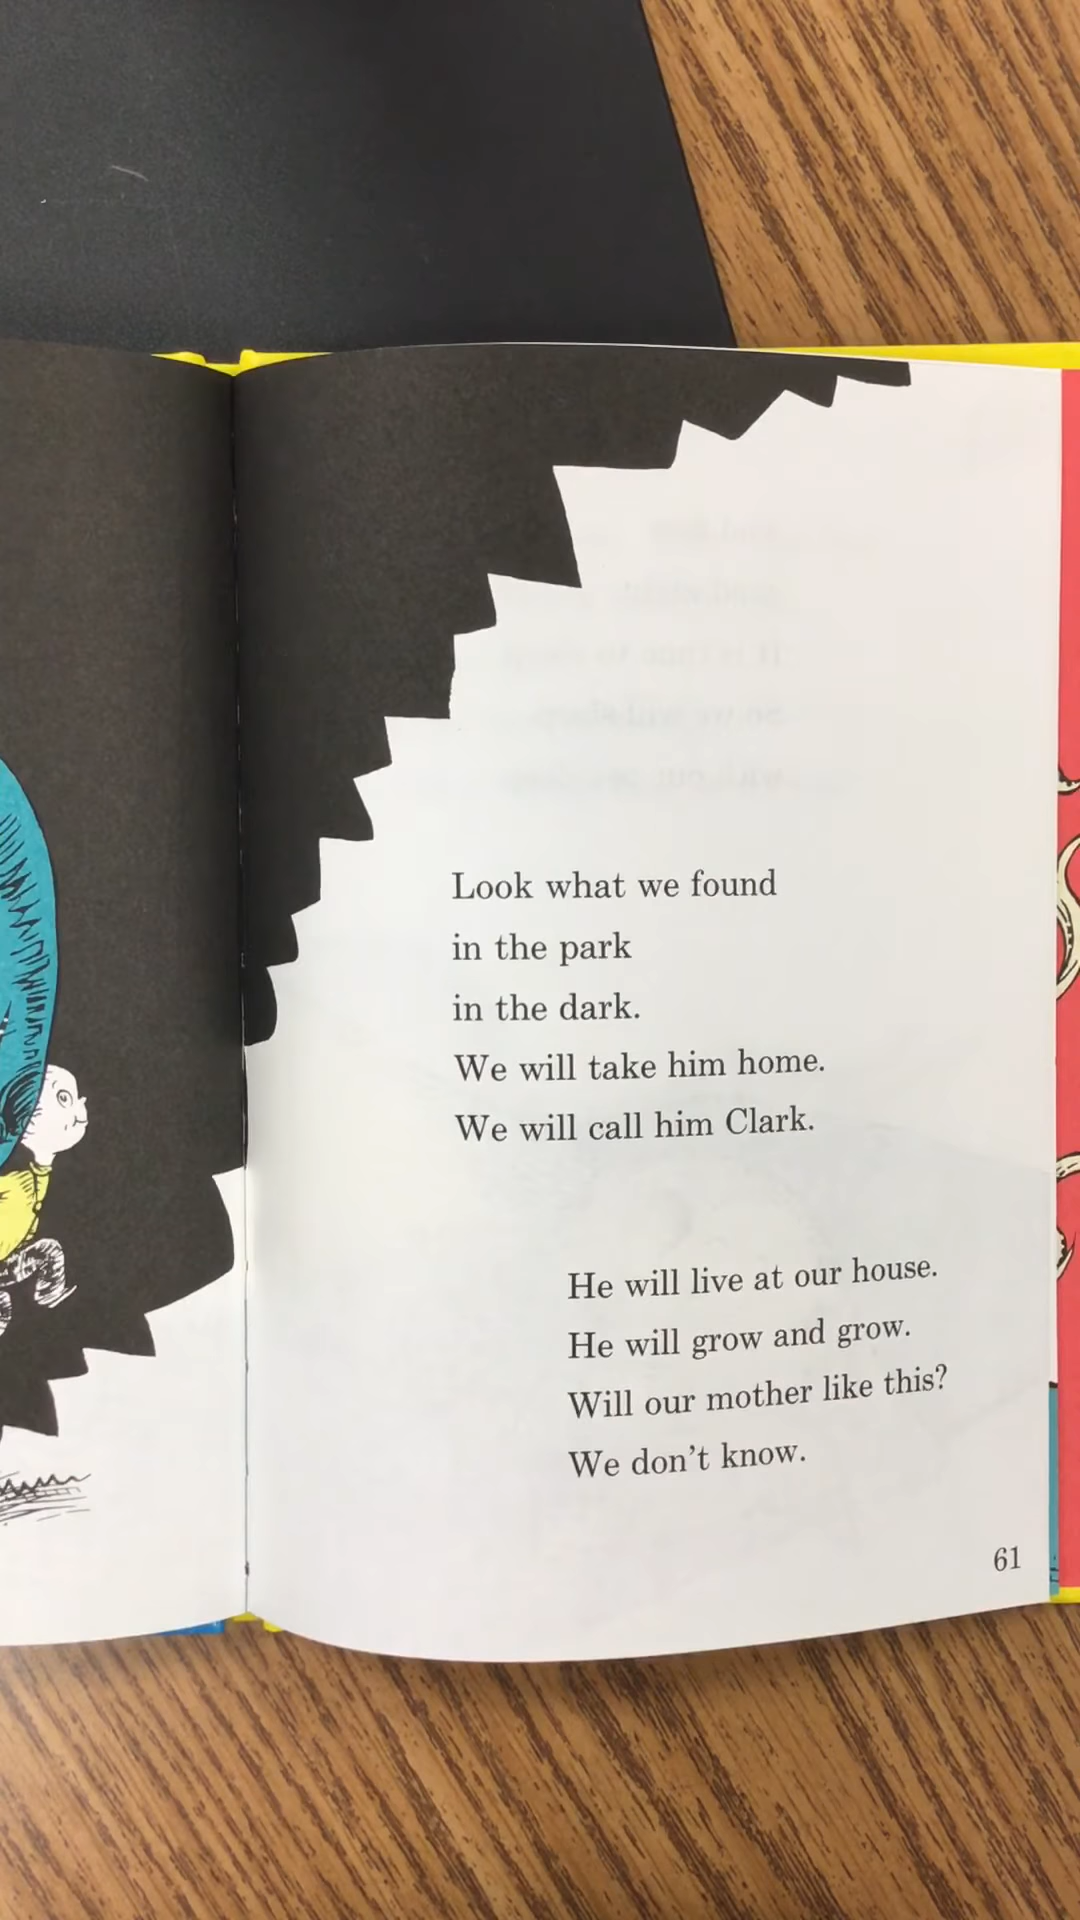 Look what we found
in the park
in the dark.
We will take him home.
We will call him Clark.
He will live at our house.
He will grow and grow.
Will our mother like this?
We don't know.
61